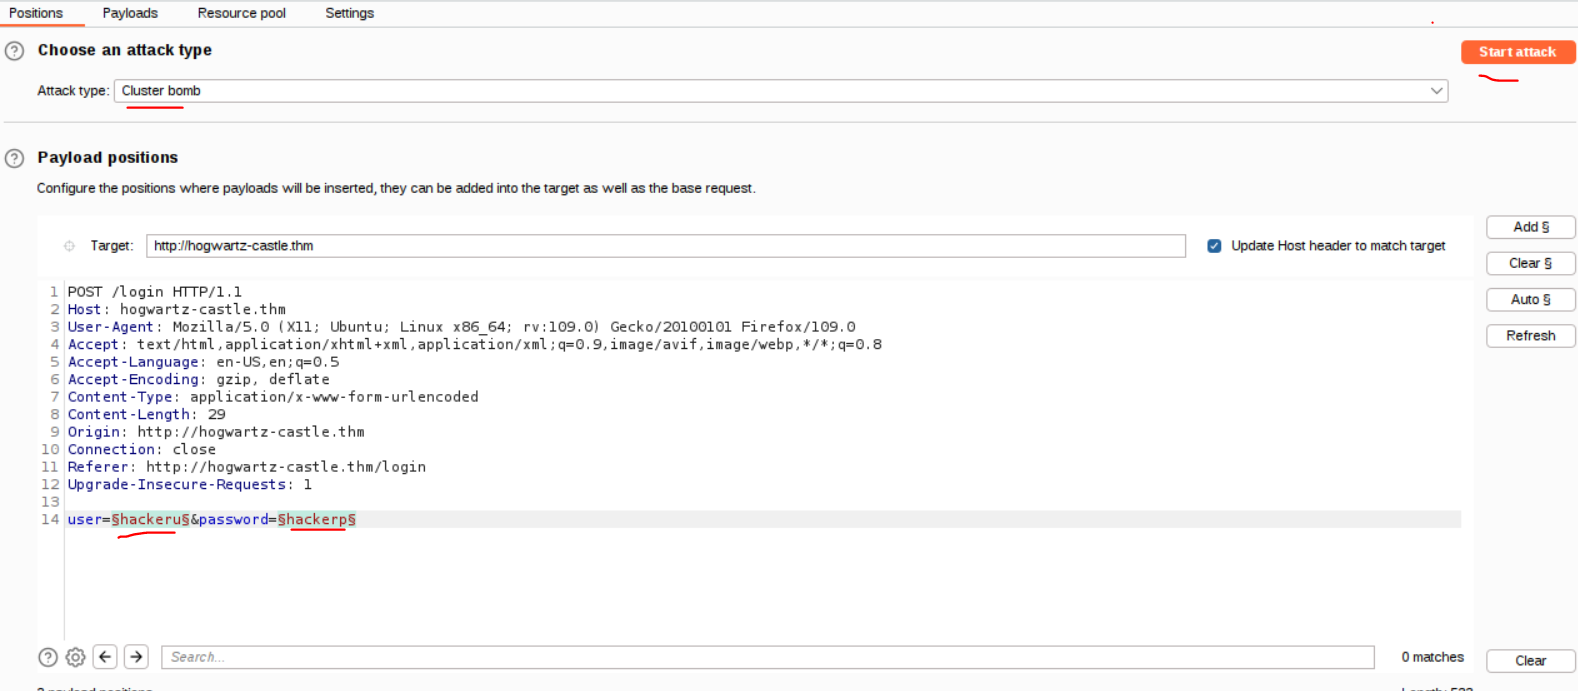 Positions Payloads Resource pool Settings
Choose an attack type
Start attack
Attack type: Cluster bomb
Payload positions
Configure the positions where payloads will be inserted, they can be added into the target as well as the base request.
Add §
Target: http://hogwartz-castle.thm Update Host header to match target
Clear §
Auto §
Refresh
1 POST /login HTTP/1.1
2 Host: hogwartz-castle.thm
3 User-Agent: Mozilla/5.0 (X11; Ubuntu; Linux x86_64; rv:109.0) Gecko/20100101 Firefox/109.0
4 Accept: text/html,application/xhtml+xml,application/xml;q=0.9,image/avif,image/webp,*/*;q=0.8
5 Accept-Language: en-US,en;q=0.5
6 Accept-Encoding: gzip, deflate
7 Content-Type: application/x-www-form-urlencoded
8 Content-Length: 29
9 Origin: http://hogwartz-castle.thm
10 Connection: close
11 Referer: http://hogwartz-castle.thm/login
12 Upgrade-Insecure-Requests: 1
13
14 user=§hackeru§&password=§hackerp§
Search... 0 matches Clear
payload positions